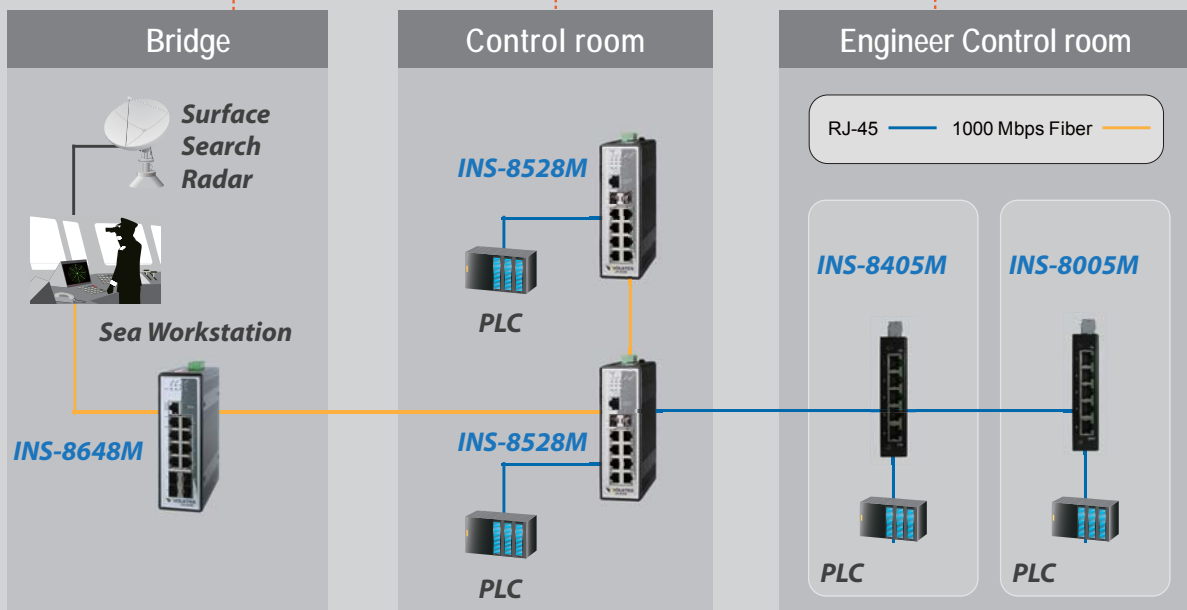 Bridge
Surface
Search
Radar
Sea Workstation
INS-8648M
Control room
INS-8528M
PLC
INS-8528M
PLC
Engineer Control room
RJ-45 1000 Mbps Fiber
INS-8405M INS-8005M
PLC PLC